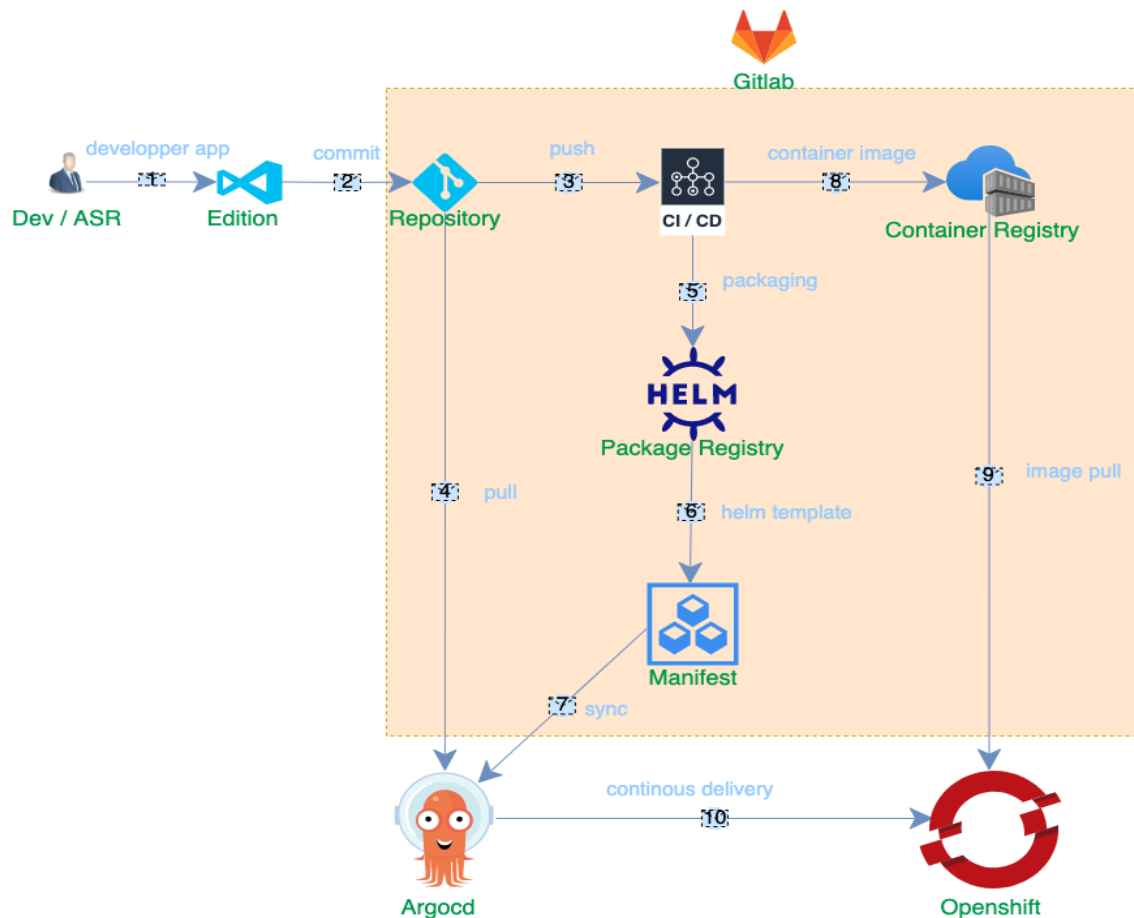 Gitlab
developper app
commit
push
container image
1
2
3
8
CI / CD
Dev / ASR
Edition
Repository
Container Registry
5
packaging
HELM
Package Registry
4
pull
9
image pull
6
helm template
Manifest
7
sync
continous delivery
10
Argocd
Openshift